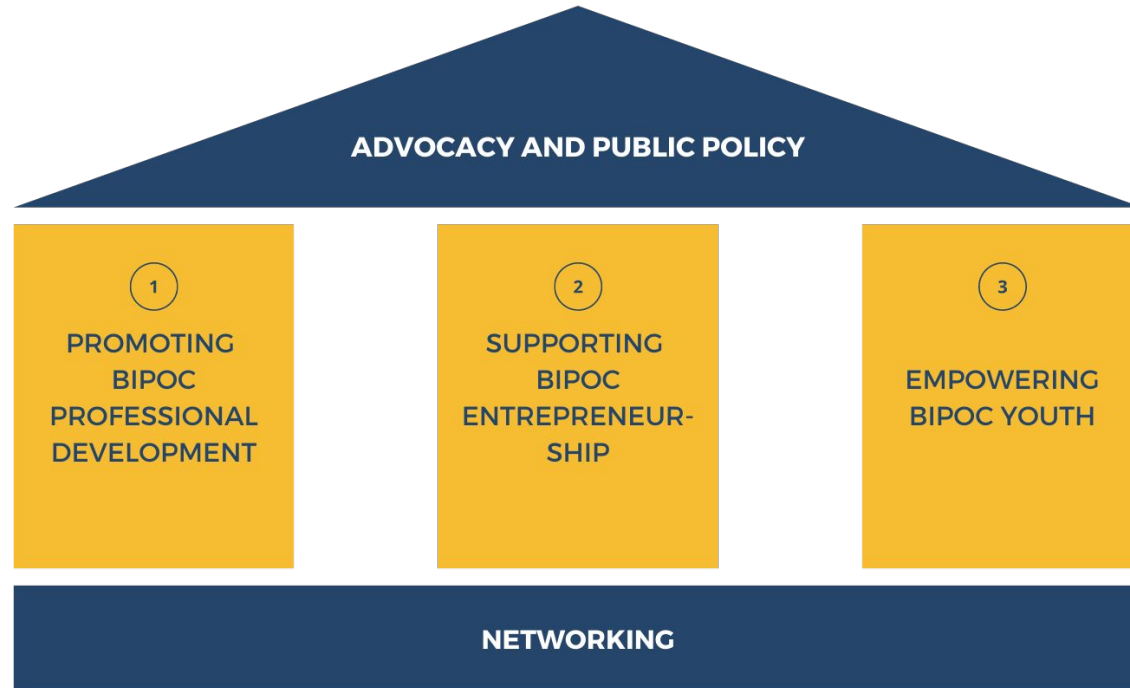 ADVOCACY AND PUBLIC POLICY
1
PROMOTING
BIPOC
PROFESSIONAL
DEVELOPMENT
2
SUPPORTING
BIPOC
ENTREPRENEUR-
SHIP
3
EMPOWERING
BIPOC YOUTH
NETWORKING